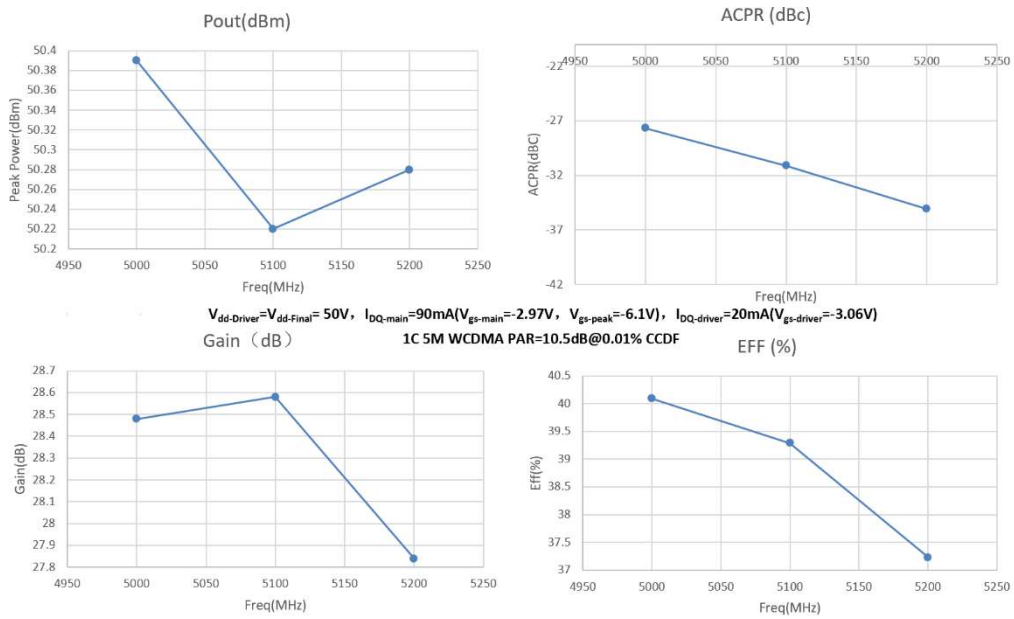 Pout(dBm)
50.4
50.38
50.36
50.34
50.32
50.3
50.28
50.26
50.24
50.22
50.2
Peak Power(dBm)
4950 5000 5050 5100 5150 5200 5250
Freq(MHz)
ACPR (dBc)
-22
4950 5000 5050 5100 5150 5200 5250
-27
-32
-37
-42
ACPR(dBC)
Freq(MHz)
V_dd-Driver=V_dd-Final= 50V，I_DQ-main=90mA(V_gs-main=-2.97V，V_gs-peak=-6.1V)，I_DQ-driver=20mA(V_gs-driver=-3.06V)
1C 5M WCDMA PAR=10.5dB@0.01% CCDF
Gain（dB）
28.7
28.6
28.5
28.4
28.3
28.2
28.1
28
27.9
27.8
Gain(dB)
4950 5000 5050 5100 5150 5200 5250
Freq(MHz)
EFF (%)
40.5
40
39.5
39
38.5
38
37.5
37
Eff(%)
4950 5000 5050 5100 5150 5200 5250
Freq(MHz)